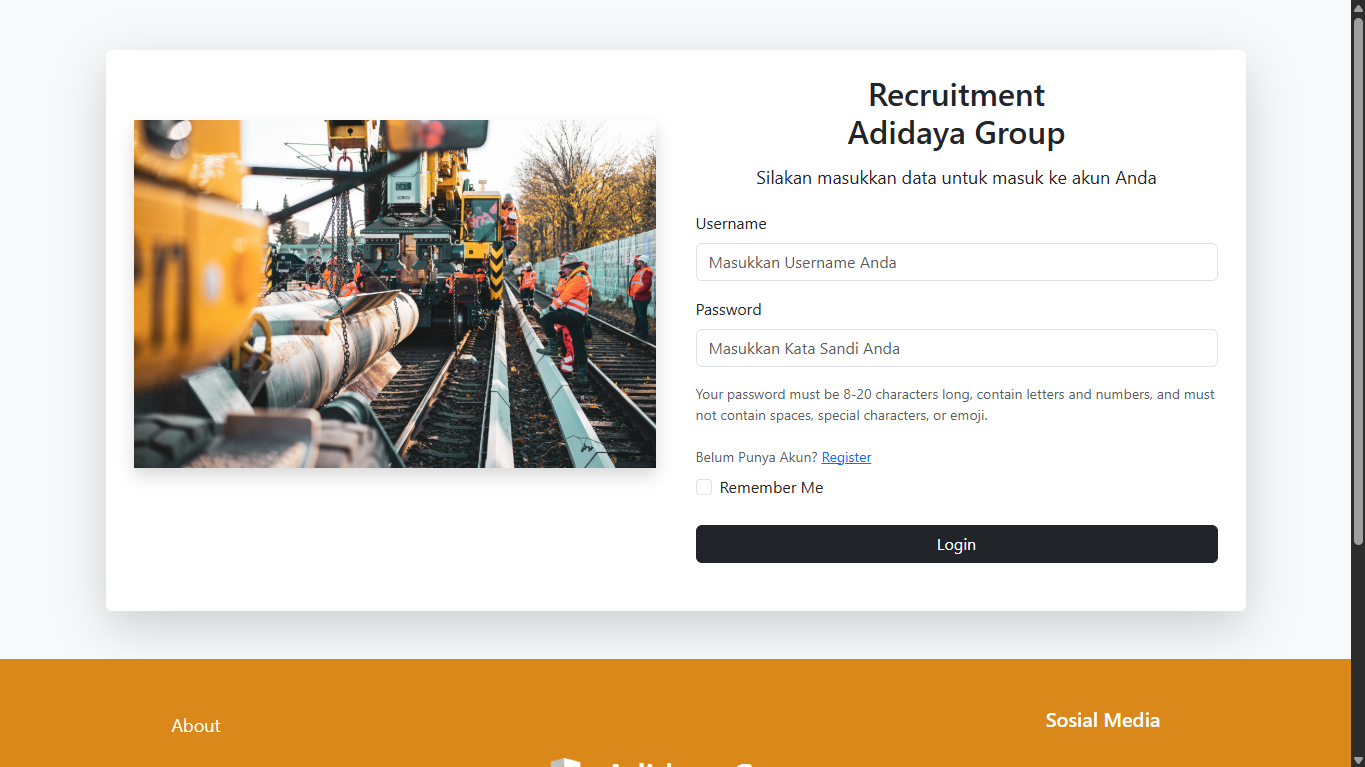 Recruitment
Adidaya Group
Silakan masukkan data untuk masuk ke akun Anda
Username
Masukkan Username Anda
Password
Masukkan Kata Sandi Anda
Your password must be 8-20 characters long, contain letters and numbers, and must
not contain spaces, special characters, or emoji.
Belum Punya Akun? Register
Remember Me
Login
About
Sosial Media